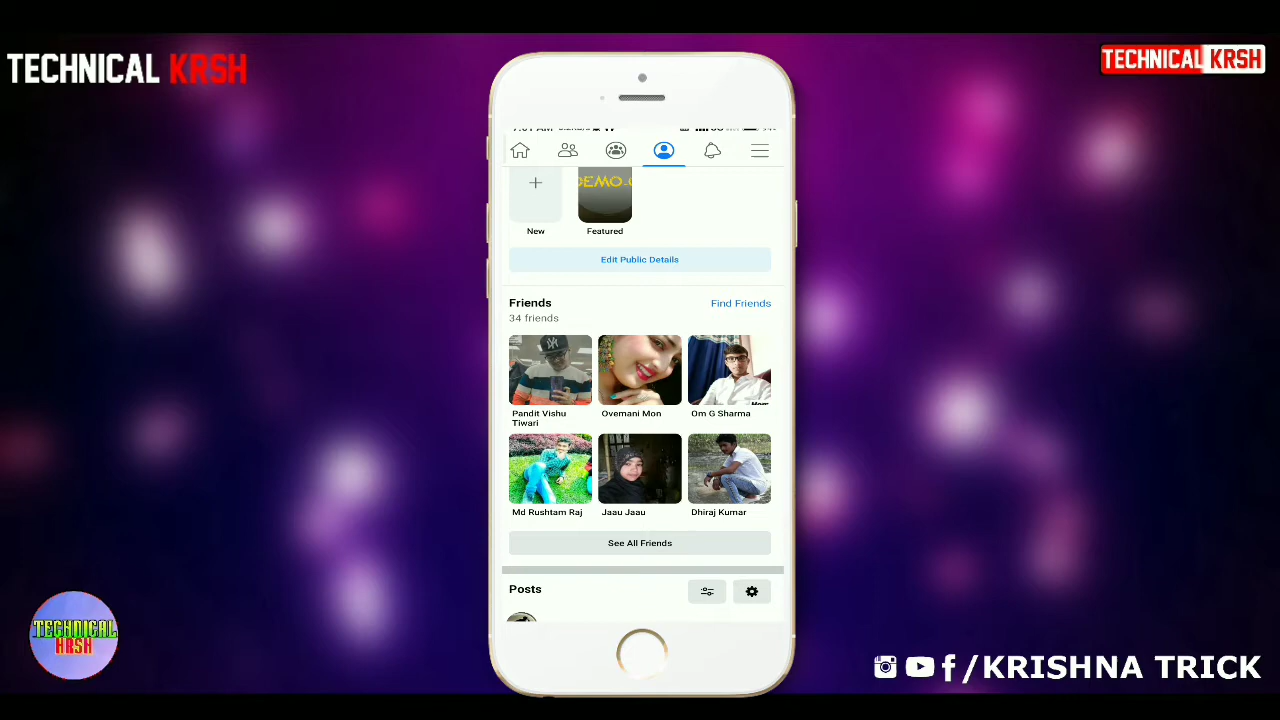 TECHNICAL KRSH
TECHNICAL KRSH
DEMO
New
Featured
Edit Public Details
Friends
Find Friends
34 friends
Pandit Vishu
Tiwari
Ovemani Mon
Om G Sharma
Md Rushtam Raj
Jaau Jaau
Dhiraj Kumar
See All Friends
Posts
TECHNICAL
KRSH
/KRISHNA TRICK